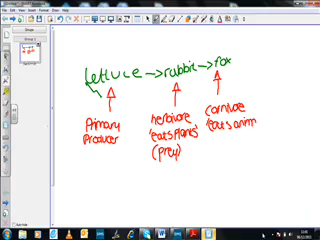 lettuce → rabbit → fox
Primary
Producer
herbivore
'eats plants'
(prey)
carnivore
'eats anim